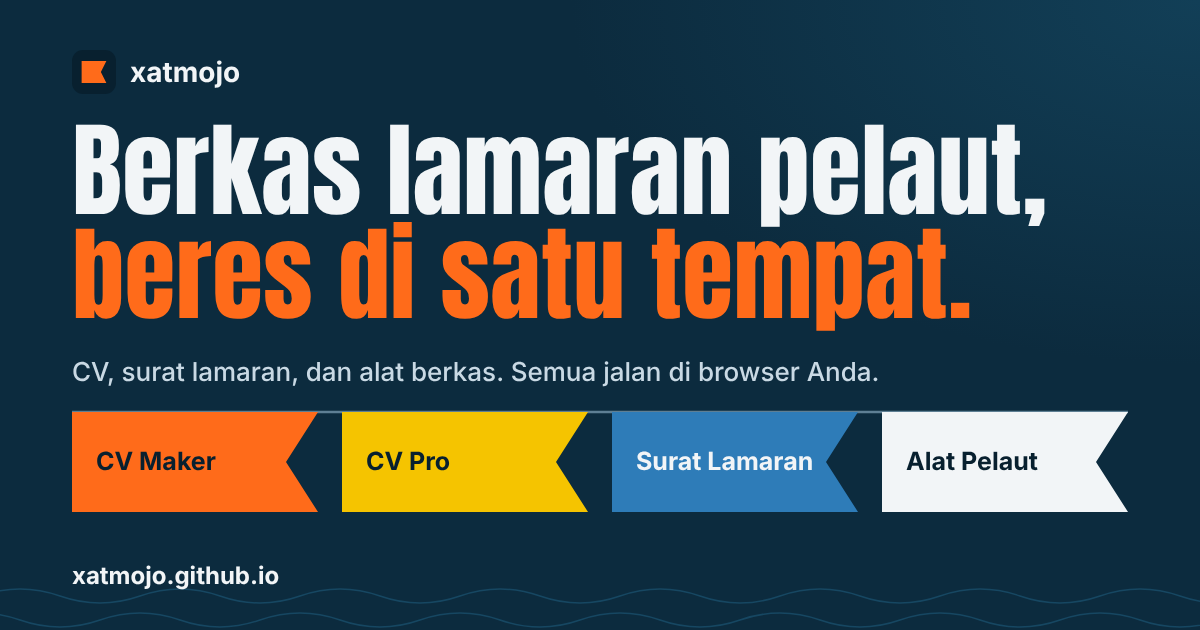 xatmojo
Berkas lamaran pelaut,
beres di satu tempat.
CV, surat lamaran, dan alat berkas. Semua jalan di browser Anda.
CV Maker
CV Pro
Surat Lamaran
Alat Pelaut
xatmojo.github.io